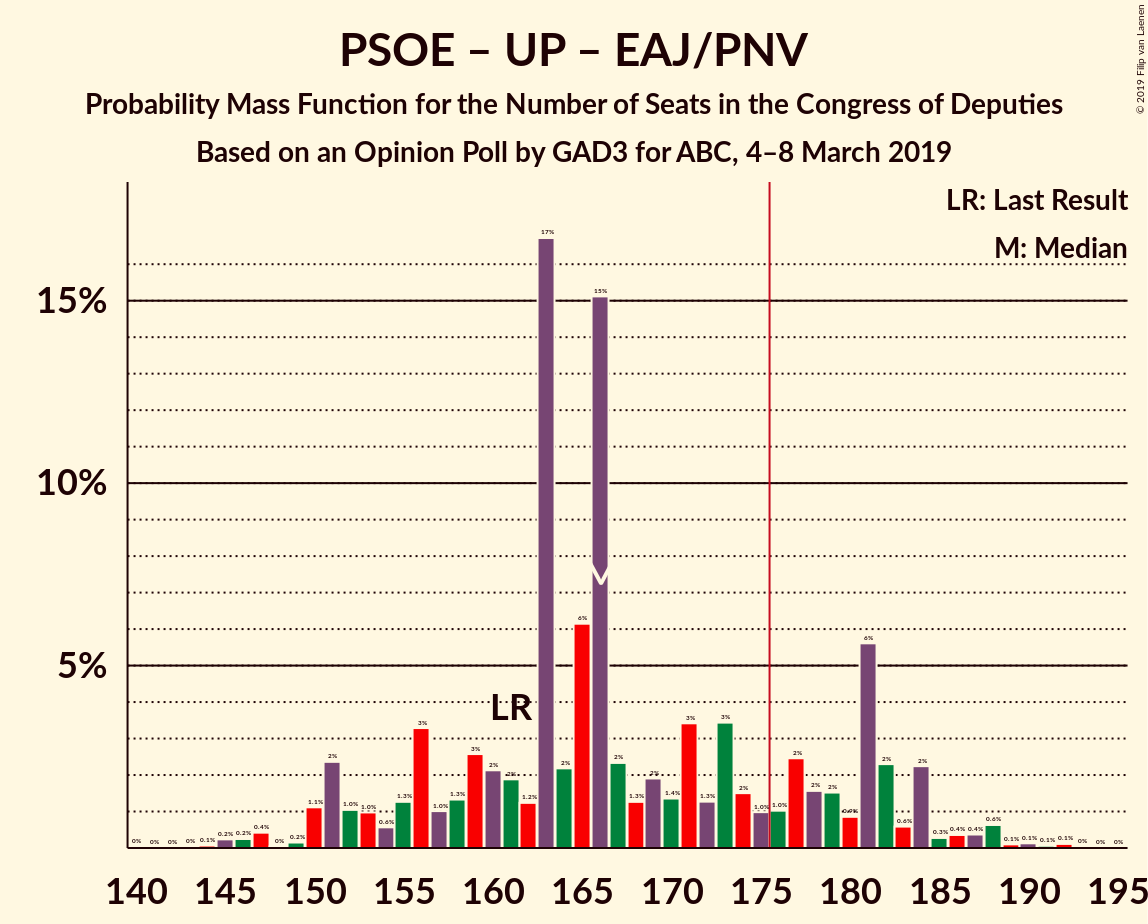 PSOE – UP – EAJ/PNV
Probability Mass Function for the Number of Seats in the Congress of Deputies
Based on an Opinion Poll by GAD3 for ABC, 4–8 March 2019
© 2019 Filip van Laenen
LR: Last Result
M: Median
15%
10%
5%
LR
0% 0% 0% 0% 0.1% 0.2% 0.2% 0.4% 0% 0.2% 1.1% 2% 1.0% 1.0% 0.6% 1.3% 3% 1.0% 1.3% 3% 2% 2% 1.2% 17% 2% 6% 15% 2% 1.3% 2% 1.4% 3% 1.3% 3% 2% 1.0% 1.0% 2% 2% 2% 0.9% 6% 2% 0.6% 2% 0.3% 0.4% 0.4% 0.6% 0.1% 0.1% 0.1% 0.1% 0% 0% 0%
140 145 150 155 160 165 170 175 180 185 190 195